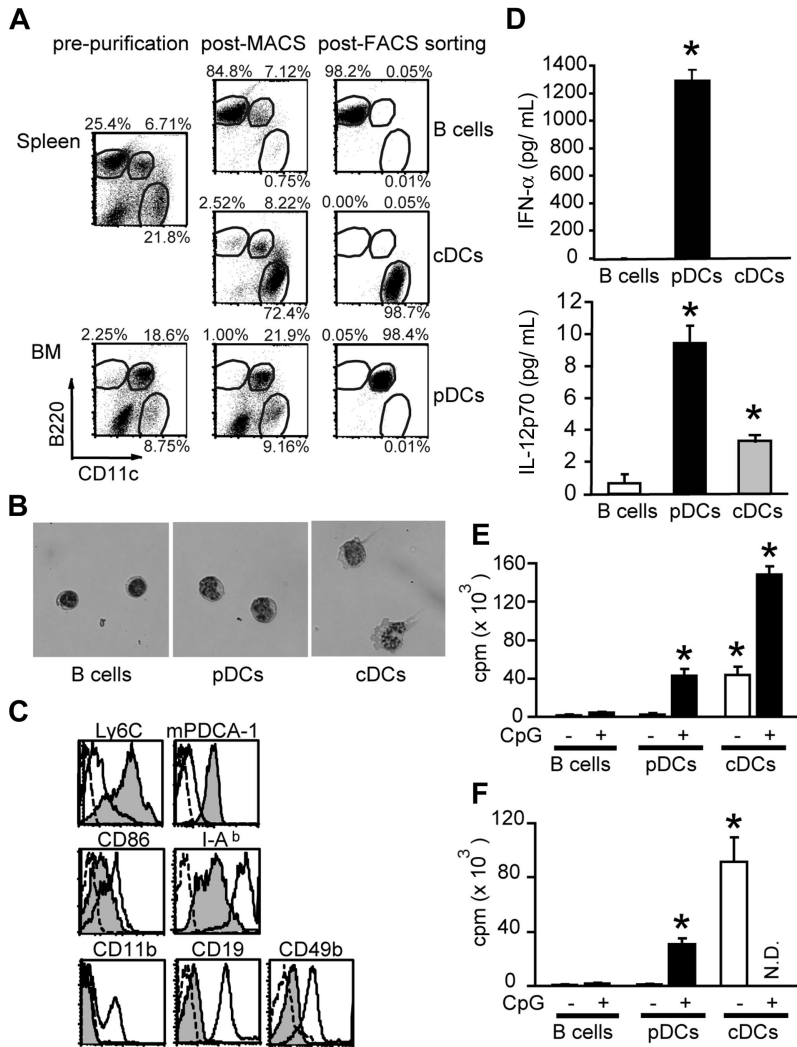 A
pre-purification post-MACS post-FACS sorting
84.8% 7.12% 98.2% 0.05%
B cells
0.75% 0.01%
Spleen
25.4% 6.71%
21.8%
2.52% 8.22% 0.00% 0.05%
cDCs
72.4% 98.7%
BM
2.25% 18.6% 1.00% 21.9% 0.05% 98.4%
pDCs
8.75% 9.16% 0.01%
B220
CD11c
B
B cells pDCs cDCs
C
Ly6C mPDCA-1
CD86 I-A b
CD11b CD19 CD49b
D
IFN-α (pg/ mL)
1400
1200
1000
800
600
400
200
0
*
B cells pDCs cDCs
IL-12p70 (pg/ mL)
12
10
8
6
4
2
0
* *
B cells pDCs cDCs
E
cpm (x 10³)
160
120
80
40
0
* * *
CpG - + - + - +
B cells pDCs cDCs
F
cpm (x 10³)
120
80
40
0
* *
N.D.
CpG - + - + - +
B cells pDCs cDCs